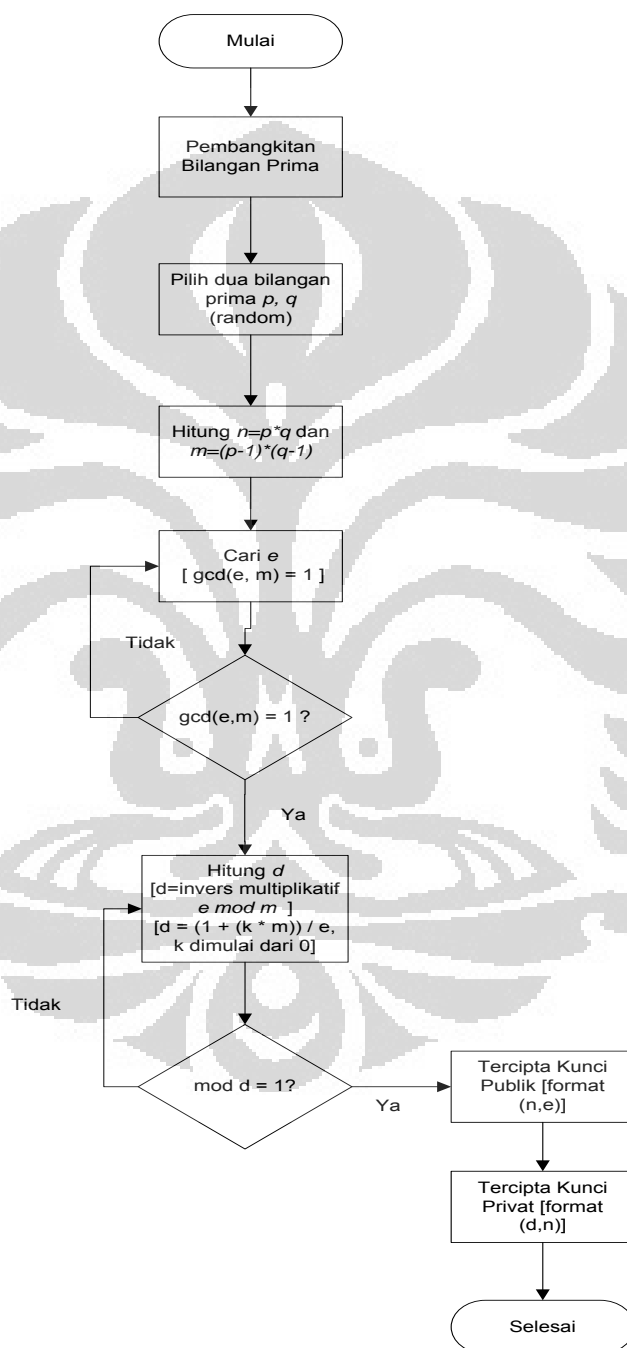 Mulai
Pembangkitan
Bilangan Prima
Pilih dua bilangan
prima p, q
(random)
Hitung n=p*q dan
m=(p-1)*(q-1)
Cari e
[ gcd(e, m) = 1 ]
Tidak
gcd(e,m) = 1 ?
Ya
Hitung d
[d=invers multiplikatif
e mod m ]
[d = (1 + (k * m)) / e,
k dimulai dari 0]
Tidak
mod d = 1?
Ya
Tercipta Kunci
Publik [format
(n,e)]
Tercipta Kunci
Privat [format
(d,n)]
Selesai